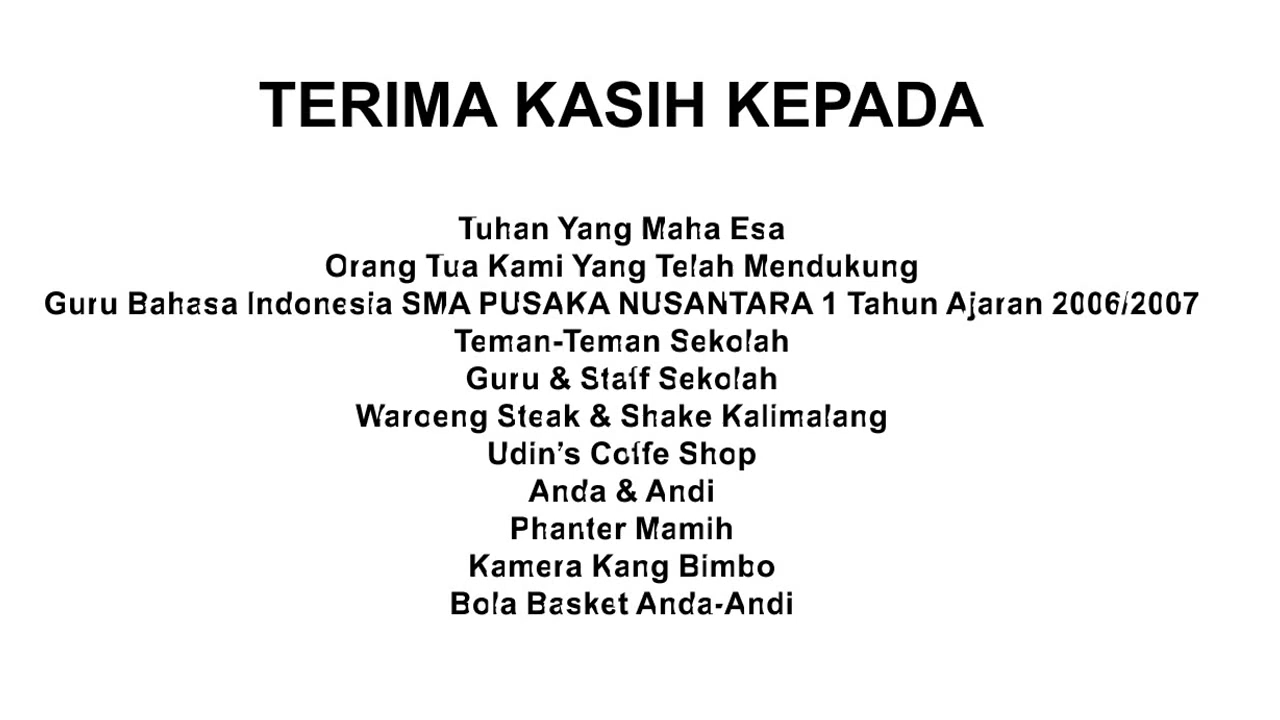 TERIMA KASIH KEPADA
Tuhan Yang Maha Esa
Orang Tua Kami Yang Telah Mendukung
Guru Bahasa Indonesia SMA PUSAKA NUSANTARA 1 Tahun Ajaran 2006/2007
Teman-Teman Sekolah
Guru & Staff Sekolah
Waroeng Steak & Shake Kalimalang
Udin’s Coffe Shop
Anda & Andi
Phanter Mamih
Kamera Kang Bimbo
Bola Basket Anda-Andi